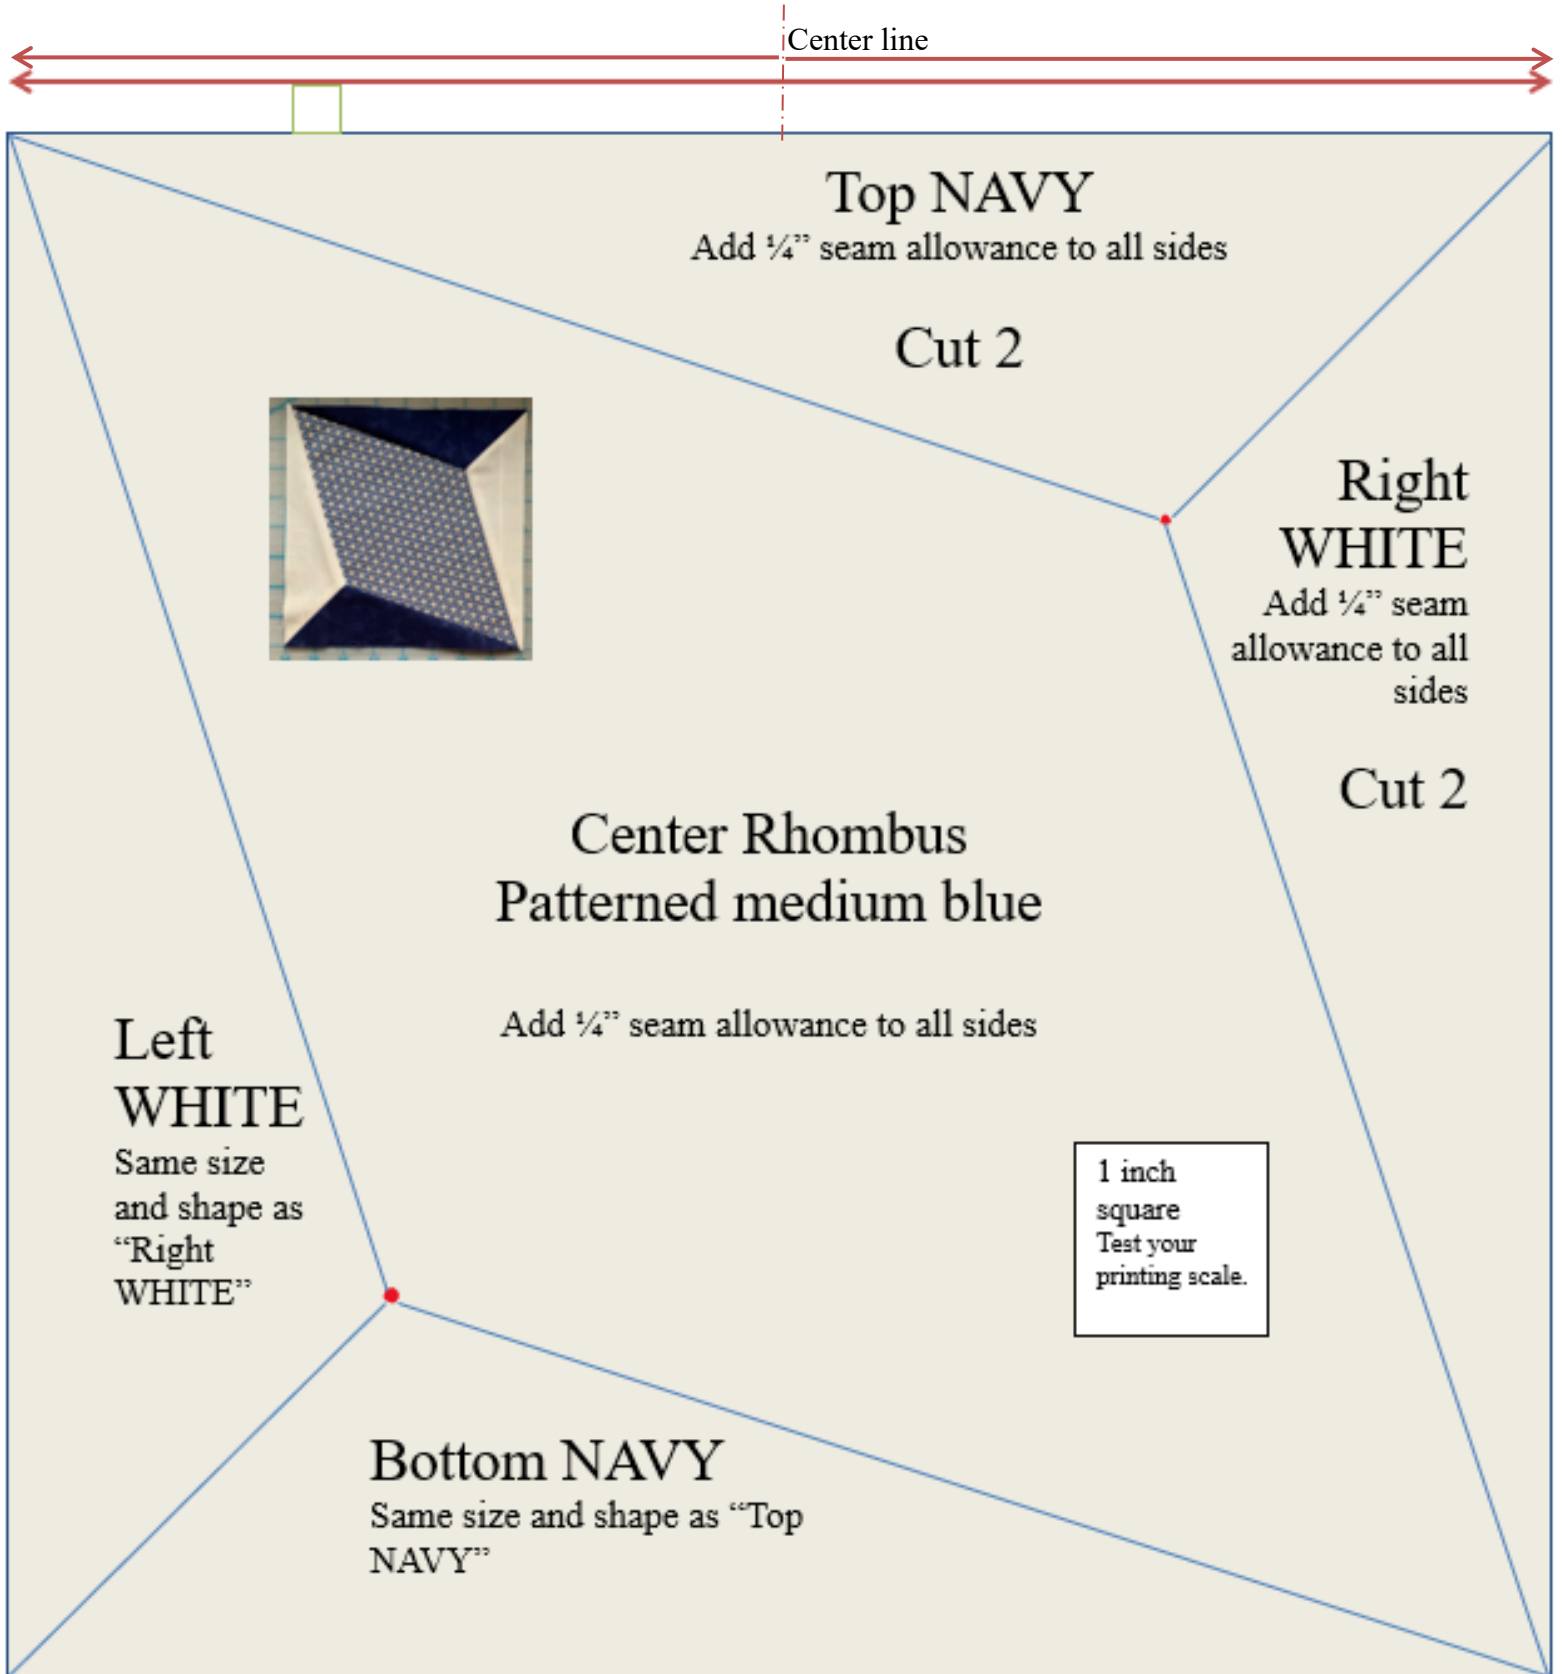 Center line
Top NAVY
Add ¼” seam allowance to all sides
Cut 2
Right
WHITE
Add ¼” seam
allowance to all
sides
Cut 2
Center Rhombus
Patterned medium blue
Add ¼” seam allowance to all sides
Left
WHITE
Same size
and shape as
“Right
WHITE”
1 inch
square
Test your
printing scale.
Bottom NAVY
Same size and shape as “Top
NAVY”